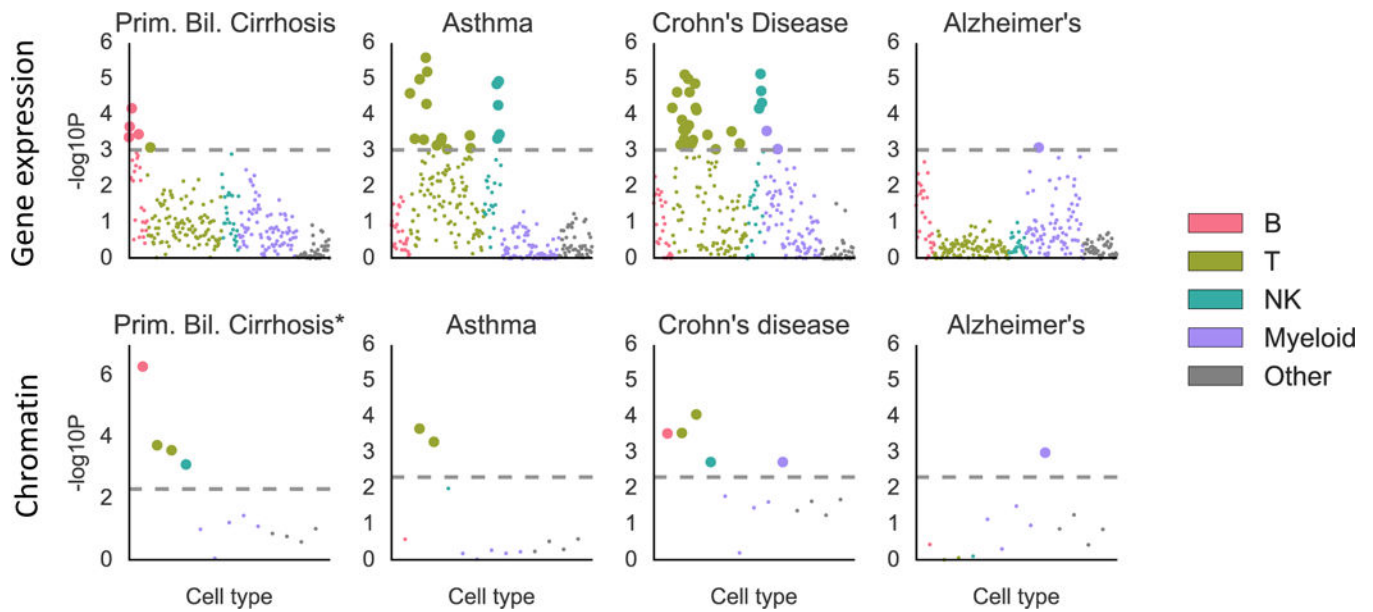 Prim. Bil. Cirrhosis
Asthma
Crohn's Disease
Alzheimer's
Gene expression
-log10P
6
5
4
3
2
1
0
6
5
4
3
2
1
0
6
5
4
3
2
1
0
6
5
4
3
2
1
0
B
T
NK
Myeloid
Other
Prim. Bil. Cirrhosis*
Asthma
Crohn's disease
Alzheimer's
Chromatin
-log10P
6
4
2
0
6
5
4
3
2
1
0
6
5
4
3
2
1
0
6
5
4
3
2
1
0
Cell type
Cell type
Cell type
Cell type